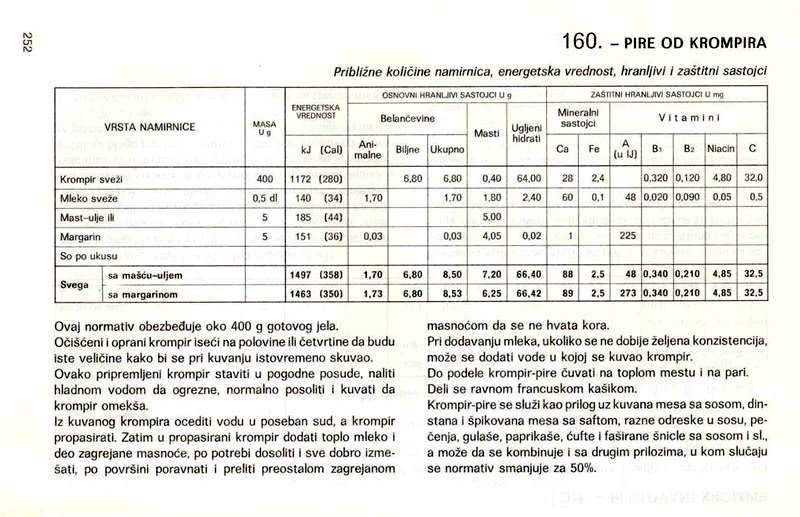 252
160. – PIRE OD KROMPIRA
Približne količine namirnica, energetska vrednost, hranljivi i zaštitni sastojci
VRSTA NAMIRNICE MASA U g ENERGETSKA VREDNOST kJ (Cal) OSNOVNI HRANLJIVI SASTOJCI U g Belančevine Ani-malne Biljne Ukupno Masti Ugljeni hidrati ZAŠTITNI HRANLJIVI SASTOJCI U mg Mineralni sastojci Ca Fe Vitamini A (u IJ) B1 B2 Niacin C
Krompir sveži 400 1172 (280) 6,80 6,80 0,40 64,00 28 2,4 0,320 0,120 4,80 32,0
Mleko sveže 0,5 dl 140 (34) 1,70 1,70 1,80 2,40 60 0,1 48 0,020 0,090 0,05 0,5
Mast-ulje ili 5 185 (44) 5,00
Margarin 5 151 (36) 0,03 0,03 4,05 0,02 1 225
So po ukusu
Svega sa mašću-uljem 1497 (358) 1,70 6,80 8,50 7,20 66,40 88 2,5 48 0,340 0,210 4,85 32,5
sa margarinom 1463 (350) 1,73 6,80 8,53 6,25 66,42 89 2,5 273 0,340 0,210 4,85 32,5
Ovaj normativ obezbeđuje oko 400 g gotovog jela.
Očišćeni i oprani krompir iseći na polovine ili četvrtine da budu
iste veličine kako bi se pri kuvanju istovremeno skuvao.
Ovako pripremljeni krompir staviti u pogodne posude, naliti
hladnom vodom da ogrezne, normalno posoliti i kuvati da
krompir omekša.
Iz kuvanog krompira ocediti vodu u poseban sud, a krompir
propasirati. Zatim u propasirani krompir dodati toplo mleko i
deo zagrejane masnoće, po potrebi dosoliti i sve dobro izme-
šati, po površini poravnati i preliti preostalom zagrejanom
masnoćom da se ne hvata kora.
Pri dodavanju mleka, ukoliko se ne dobije željena konzistencija,
može se dodati vode u kojoj se kuvao krompir.
Do podele krompir-pire čuvati na toplom mestu i na pari.
Deli se ravnom francuskom kašikom.
Krompir-pire se služi kao prilog uz kuvana mesa sa sosom, din-
stana i špikovana mesa sa saftom, razne odreske u sosu, pe-
čenja, gulaše, paprikaše, ćufte i faširane šnicle sa sosom i sl.,
a može da se kombinuje i sa drugim prilozima, u kom slučaju
se normativ smanjuje za 50%.